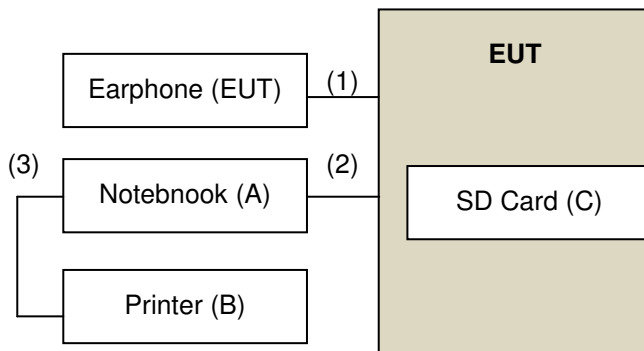 EUT
Earphone (EUT)
(1)
(3)
Notebnook (A)
(2)
SD Card (C)
Printer (B)